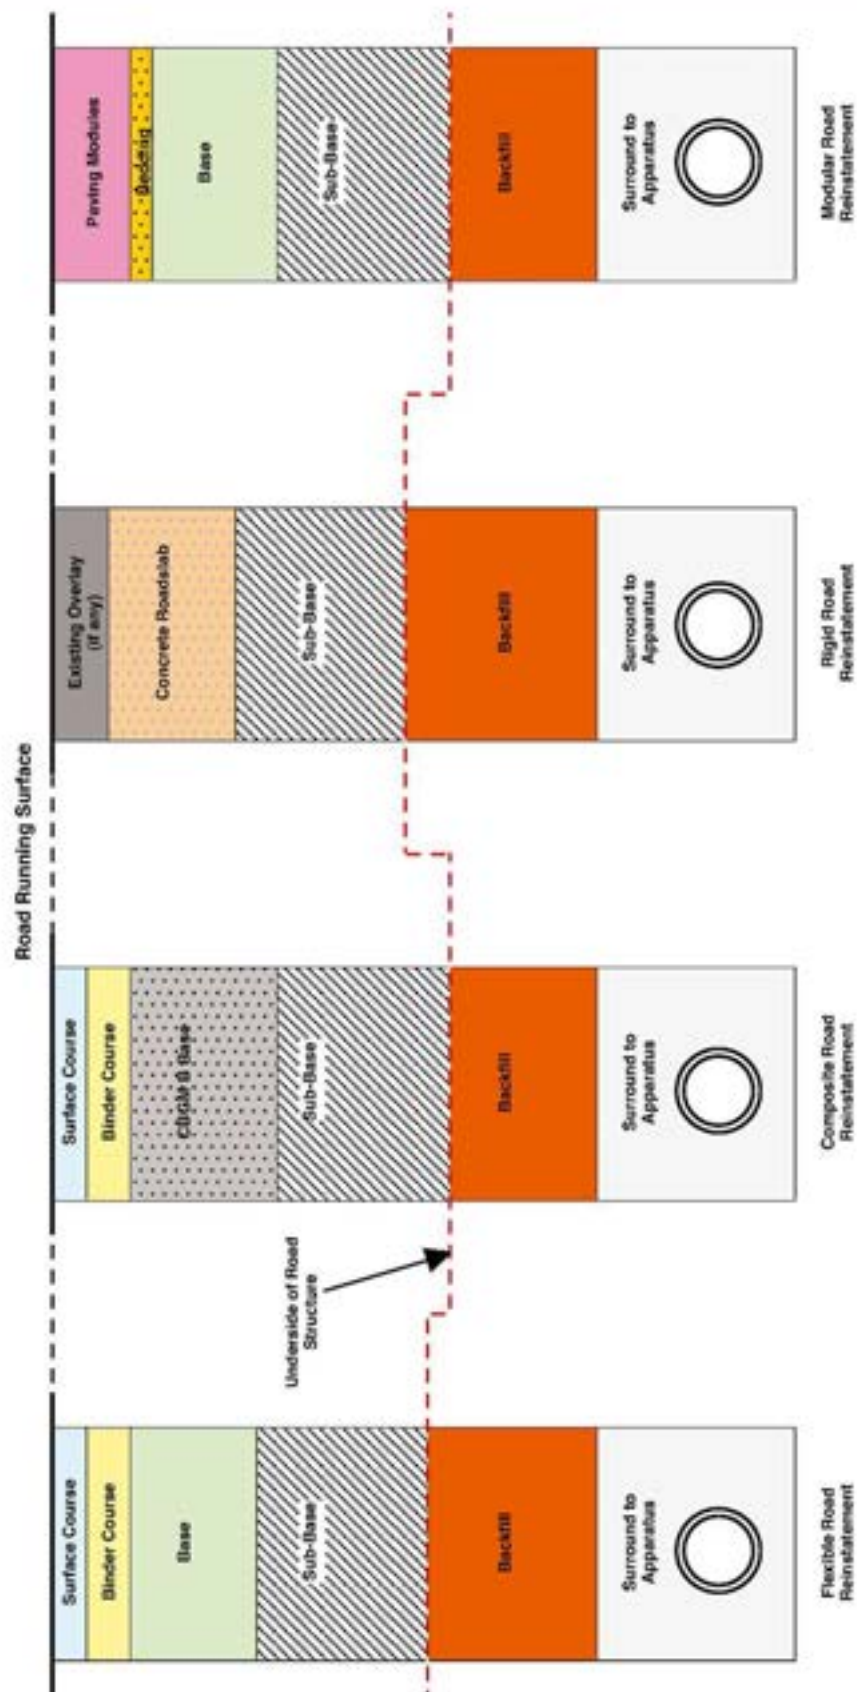 Road Running Surface
Surface Course
Binder Course
Base
Sub-Base
Backfill
Surround to
Apparatus
Flexible Road
Reinstatement
Underside of Road
Structure
Surface Course
Binder Course
CBGM B Base
Sub-Base
Backfill
Surround to
Apparatus
Composite Road
Reinstatement
Existing Overlay
(if any)
Concrete Roadslab
Sub-Base
Backfill
Surround to
Apparatus
Rigid Road
Reinstatement
Paving Modules
Bedding
Base
Sub-Base
Backfill
Surround to
Apparatus
Modular Road
Reinstatement